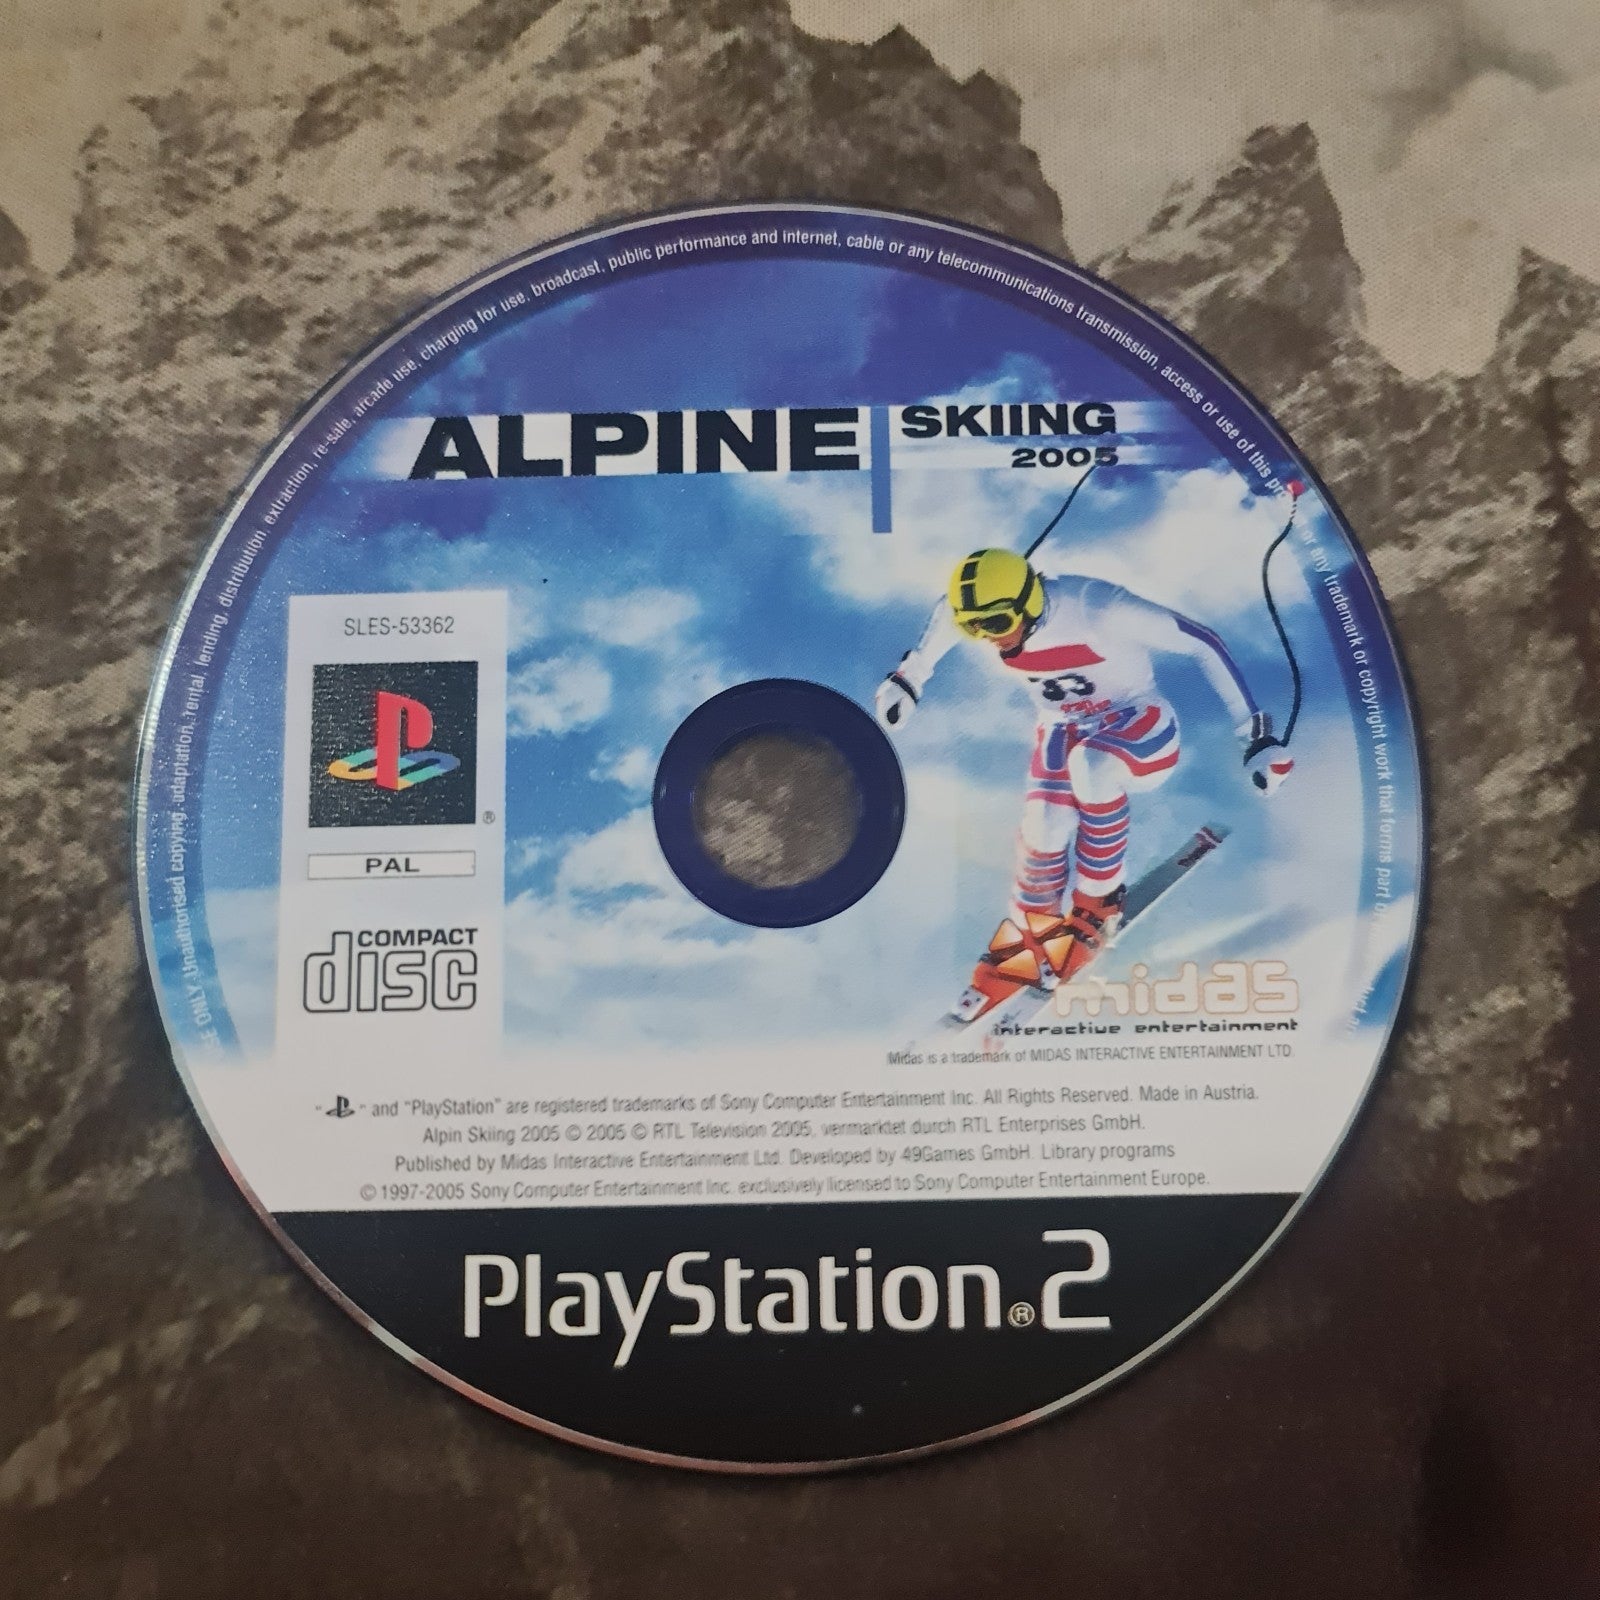 SE ONLY. Unauthorised copying, adaptation, rental, lending, distribution, extraction, re-sale, arcade use, charging for use, broadcast, public performance and internet, cable or any telecommunications transmission, access or use of this or any trademark or copyright work that forms part
ALPINE SKIING
2005
SLES-53362
®
PAL
COMPACT
disc
33
midas
interactive entertainment
Midas is a trademark of MIDAS INTERACTIVE ENTERTAINMENT LTD.
" " and "PlayStation" are registered trademarks of Sony Computer Entertainment Inc. All Rights Reserved. Made in Austria.
Alpin Skiing 2005 © 2005 © RTL Television 2005, vermarktet durch RTL Enterprises GmbH.
Published by Midas Interactive Entertainment Ltd. Developed by 49Games GmbH. Library programs
© 1997-2005 Sony Computer Entertainment Inc. exclusively licensed to Sony Computer Entertainment Europe.
PlayStation®2